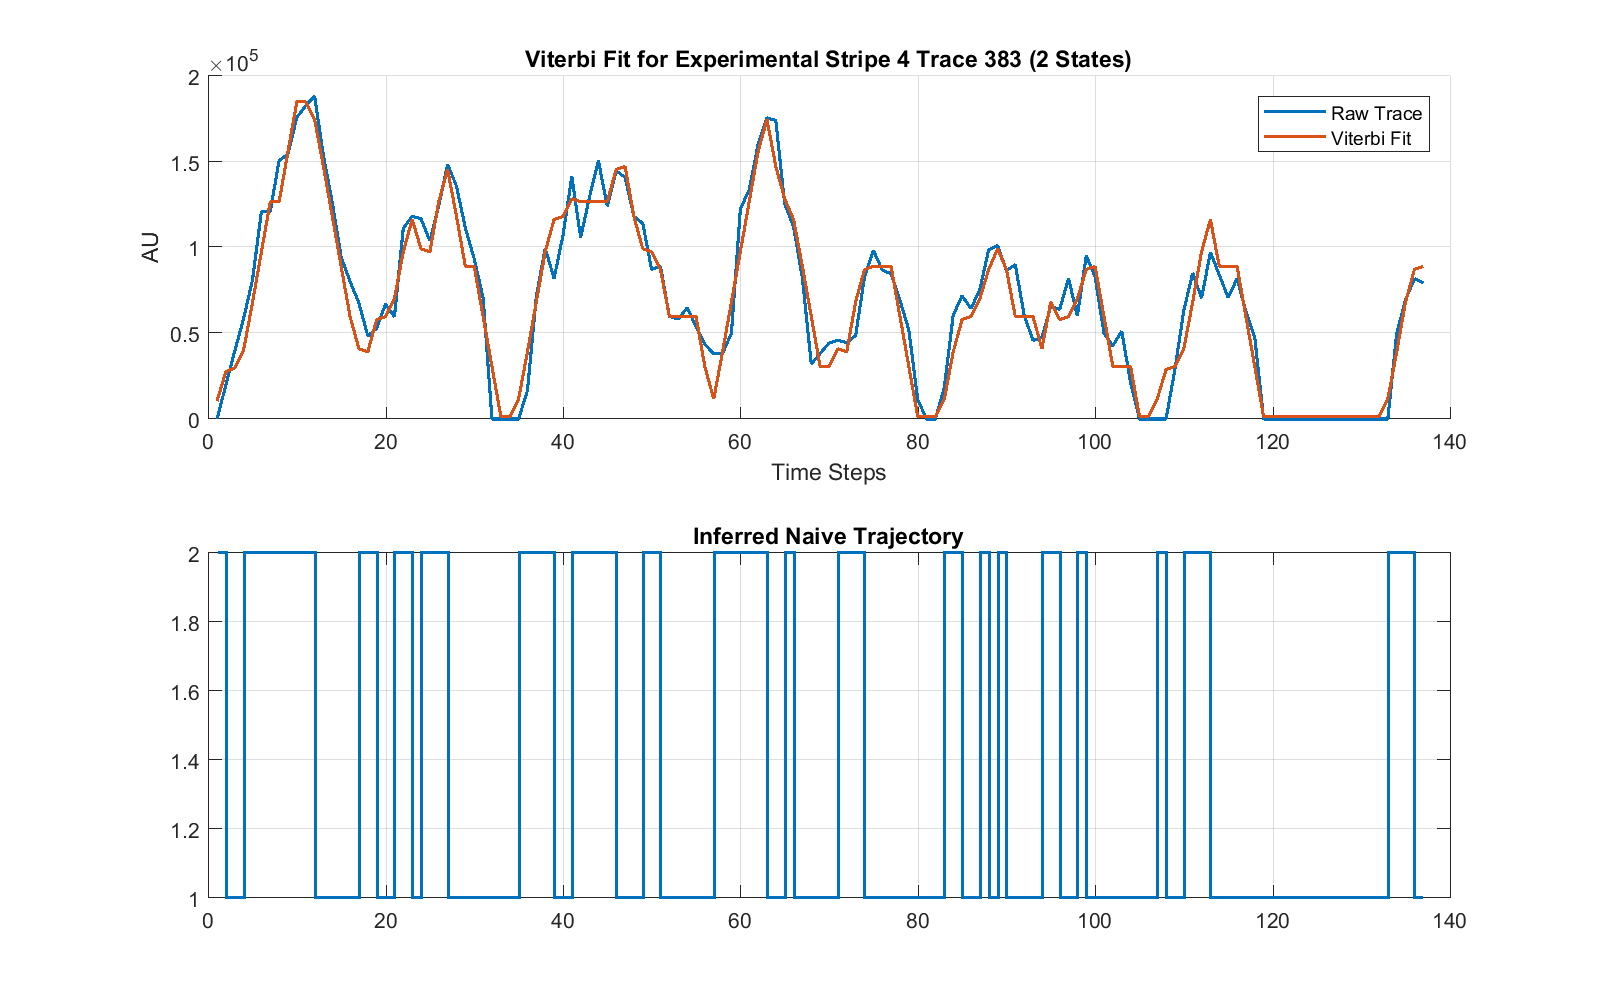 Viterbi Fit for Experimental Stripe 4 Trace 383 (2 States)
×10^5
2
1.5
1
0.5
0
AU
Raw Trace
Viterbi Fit
0 20 40 60 80 100 120 140
Time Steps
Inferred Naive Trajectory
2
1.8
1.6
1.4
1.2
1
0 20 40 60 80 100 120 140